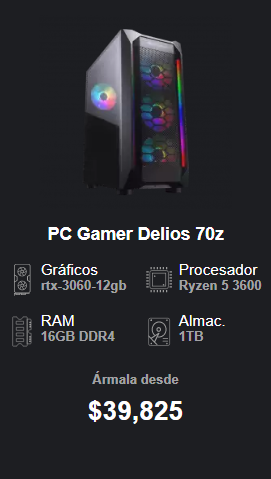 PC Gamer Delios 70z
Gráficos
rtx-3060-12gb
Procesador
Ryzen 5 3600
RAM
16GB DDR4
Almac.
1TB
Ármala desde
$39,825